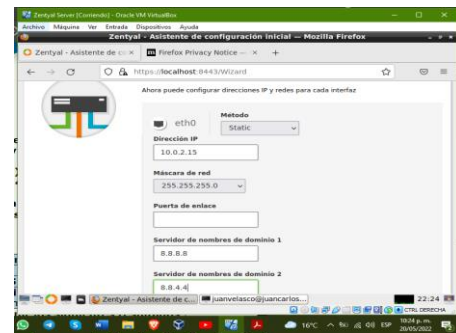 Zentyal Server [Corriendo] - Oracle VM VirtualBox
Archivo Máquina Ver Entrada Dispositivos Ayuda
Zentyal - Asistente de configuración inicial — Mozilla Firefox
Zentyal - Asistente de co
Firefox Privacy Notice —
https://localhost:8443/Wizard
Ahora puede configurar direcciones IP y redes para cada interfaz
eth0
Método
Static
Dirección IP
10.0.2.15
Máscara de red
255.255.255.0
Puerta de enlace
Servidor de nombres de dominio 1
8.8.8.8
Servidor de nombres de dominio 2
8.8.4.4
Zentyal - Asistente de c...
juanvelasco@juancarlos...
22:24
CTRL DERECHA
16°C
ESP
10:24 p. m.
20/05/2022